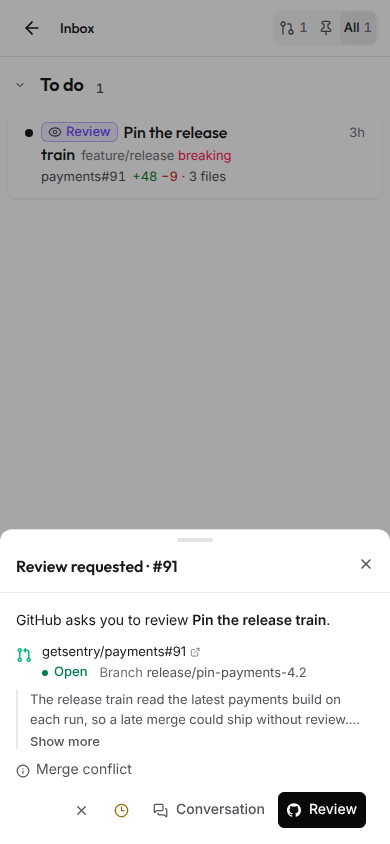 Inbox
1
All 1
To do 1
Review Pin the release 3h
train feature/release breaking
payments#91 +48 −9 · 3 files
Review requested · #91
GitHub asks you to review Pin the release train.
getsentry/payments#91
Open Branch release/pin-payments-4.2
The release train read the latest payments build on
each run, so a late merge could ship without review....
Show more
Merge conflict
Conversation
Review